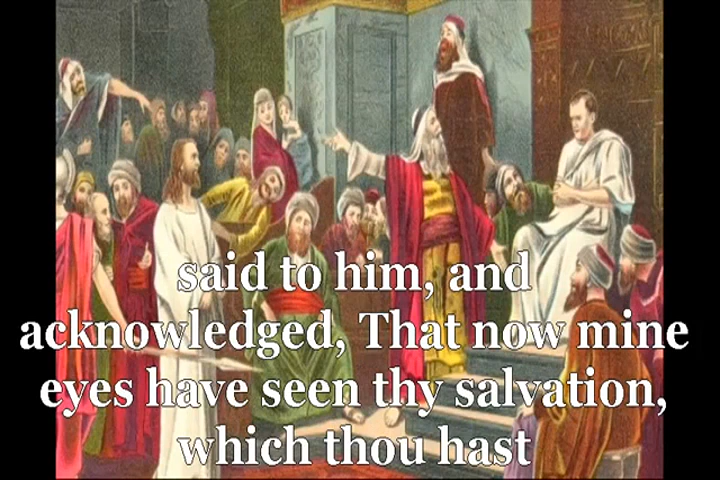 said to him, and
acknowledged, That now mine
eyes have seen thy salvation,
which thou hast